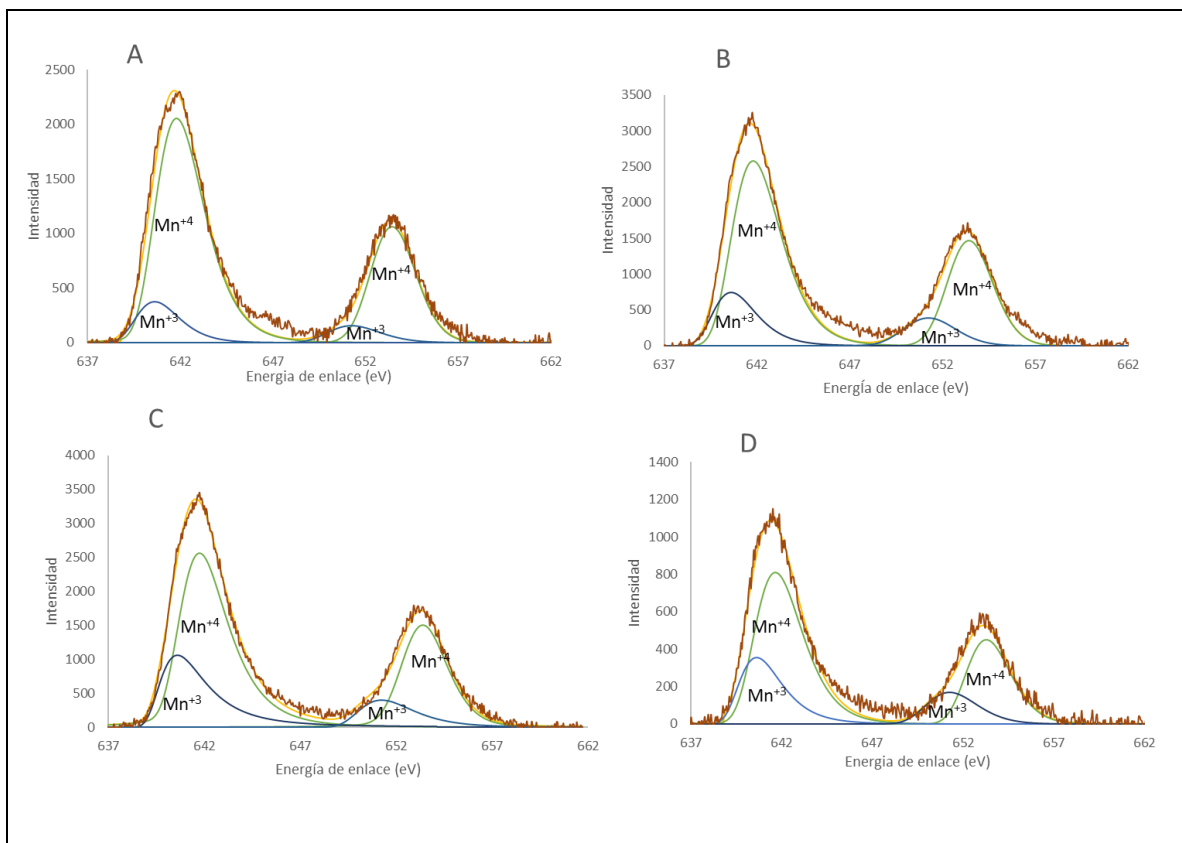 A
2500
2000
1500
1000
500
0
Intensidad
Mn+4
Mn+3
Mn+4
Mn+3
637 642 647 652 657 662
Energia de enlace (eV)
B
3500
3000
2500
2000
1500
1000
500
0
Intensidad
Mn+4
Mn+3
Mn+4
Mn+3
637 642 647 652 657 662
EnergÍa de enlace (eV)
C
4000
3500
3000
2500
2000
1500
1000
500
0
Intensidad
Mn+4
Mn+3
Mn+4
Mn+3
637 642 647 652 657 662
Energía de enlace (eV)
D
1400
1200
1000
800
600
400
200
0
Intensidad
Mn+4
Mn+3
Mn+4
Mn+3
637 642 647 652 657 662
Energia de enlace (eV)